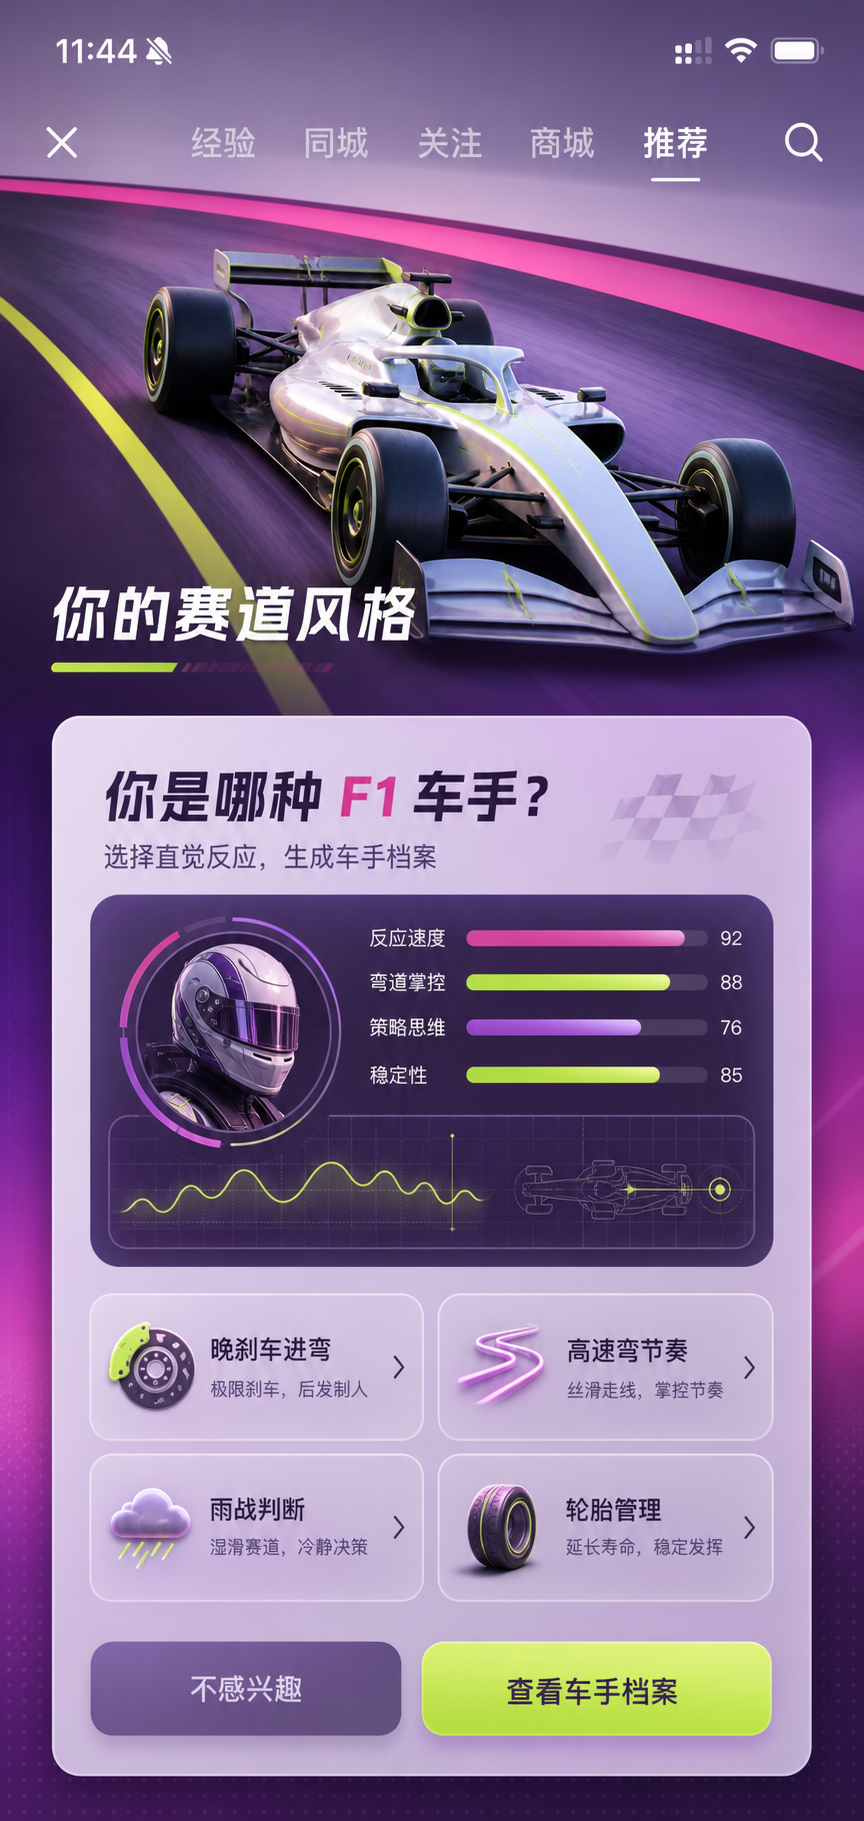 11:44
经验 同城 关注 商城 推荐
你的赛道风格
你是哪种 F1 车手？
选择直觉反应，生成车手档案
反应速度 92
弯道掌控 88
策略思维 76
稳定性 85
晚刹车进弯
极限刹车，后发制人
高速弯节奏
丝滑走线，掌控节奏
雨战判断
湿滑赛道，冷静决策
轮胎管理
延长寿命，稳定发挥
不感兴趣
查看车手档案